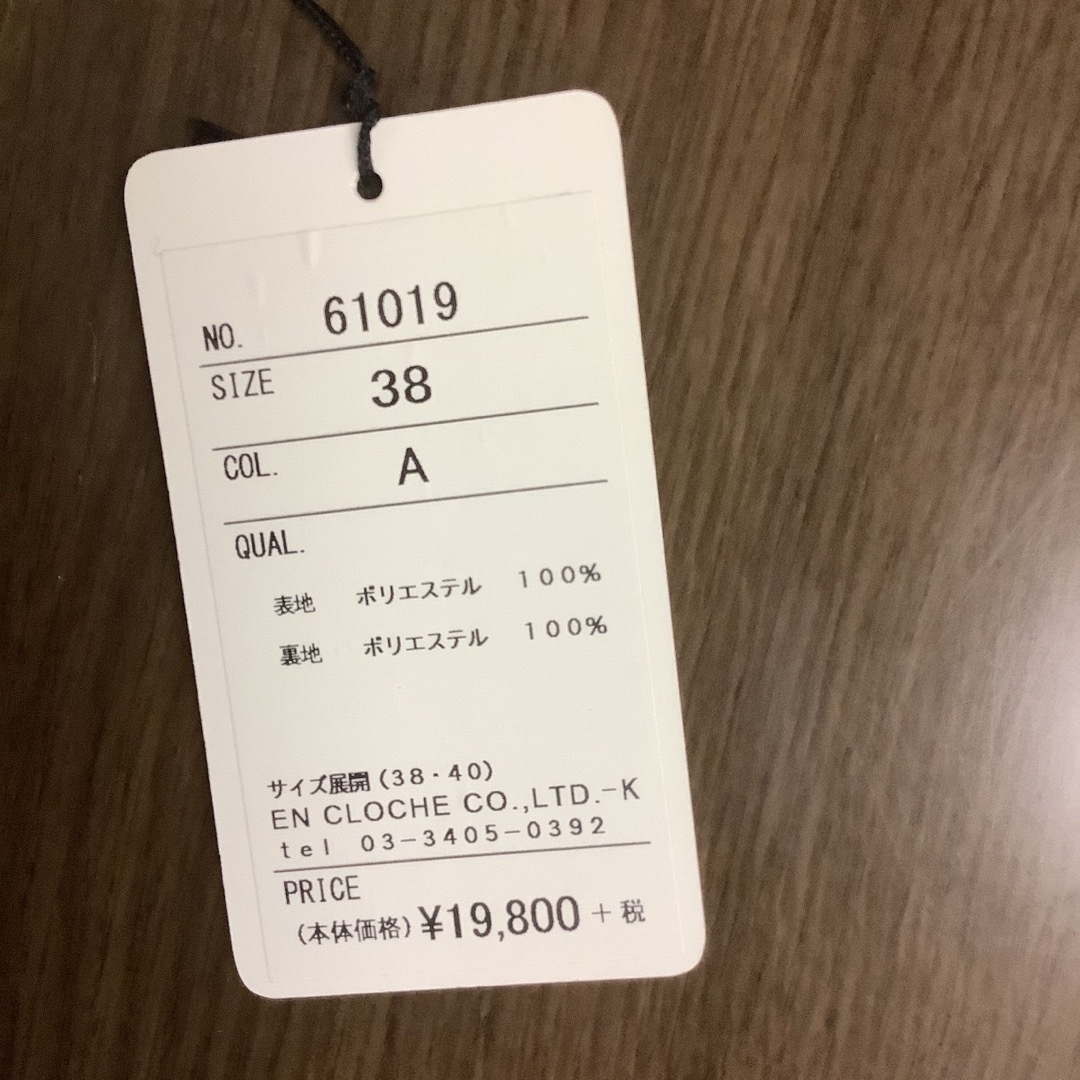 NO. 61019
SIZE 38
COL. A
QUAL.
表地 ポリエステル 100%
裏地 ポリエステル 100%
サイズ展開(38・40)
EN CLOCHE CO.,LTD.-K
tel 03-3405-0392
PRICE
(本体価格)¥19,800+税